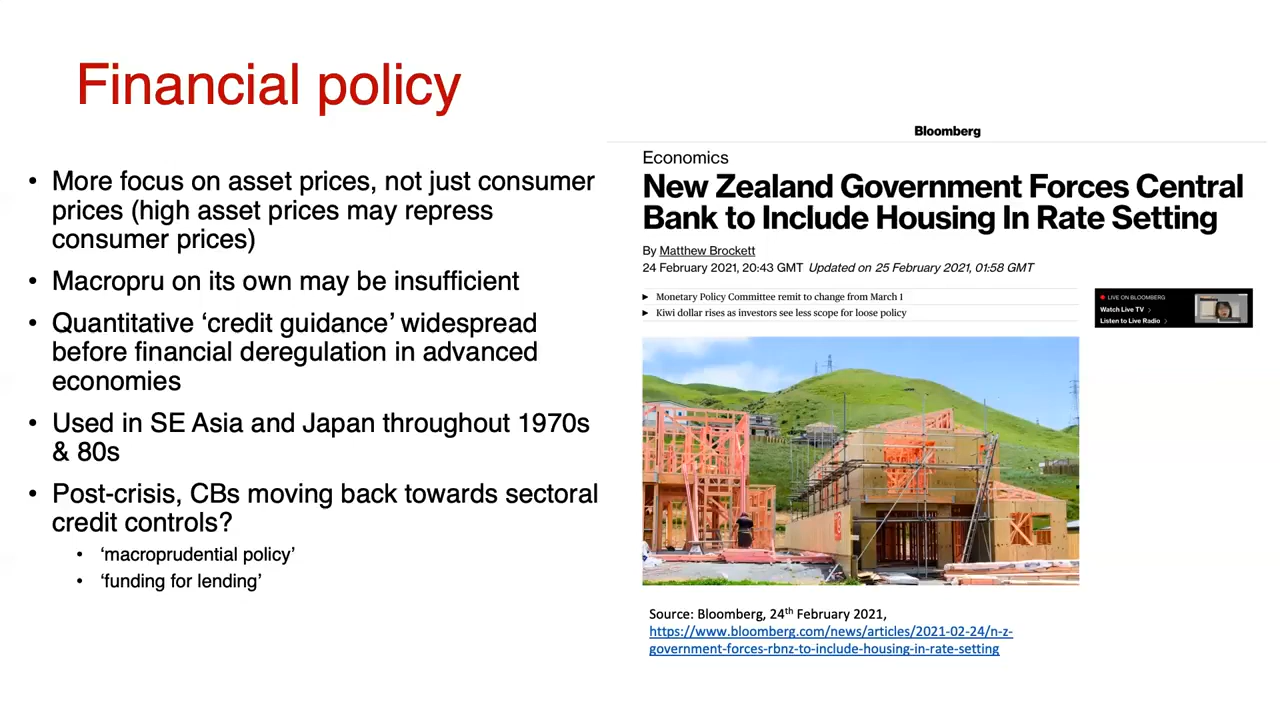 Financial policy
• More focus on asset prices, not just consumer
prices (high asset prices may repress
consumer prices)
• Macropru on its own may be insufficient
• Quantitative ‘credit guidance’ widespread
before financial deregulation in advanced
economies
• Used in SE Asia and Japan throughout 1970s
& 80s
• Post-crisis, CBs moving back towards sectoral
credit controls?
• ‘macroprudential policy’
• ‘funding for lending’
Bloomberg
Economics
New Zealand Government Forces Central
Bank to Include Housing In Rate Setting
By Matthew Brockett
24 February 2021, 20:43 GMT Updated on 25 February 2021, 01:58 GMT
Monetary Policy Committee remit to change from March 1
Kiwi dollar rises as investors see less scope for loose policy
LIVE ON BLOOMBERG
Watch Live TV
Listen to Live Radio
Source: Bloomberg, 24th February 2021,
https://www.bloomberg.com/news/articles/2021-02-24/n-z-
government-forces-rbnz-to-include-housing-in-rate-setting